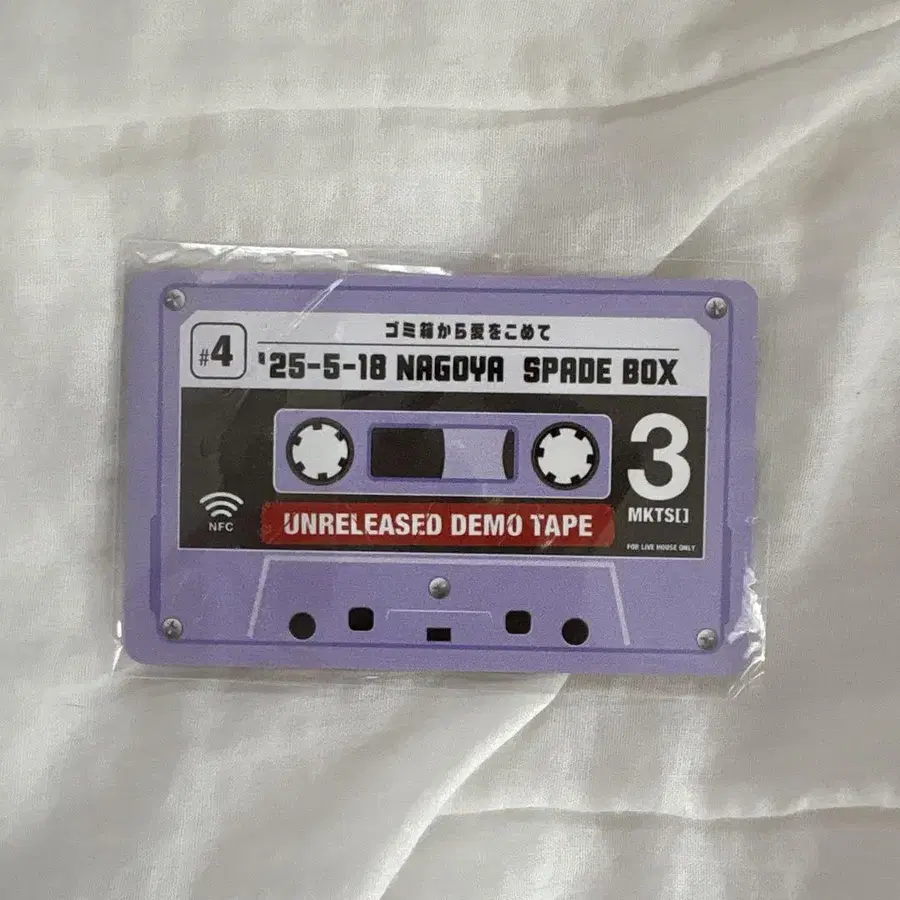 ゴミ箱から愛をこめて
#4
'25-5-18 NAGOYA SPADE BOX
3
MKTS[]
NFC
UNRELEASED DEMO TAPE
FOR LIVE HOUSE ONLY